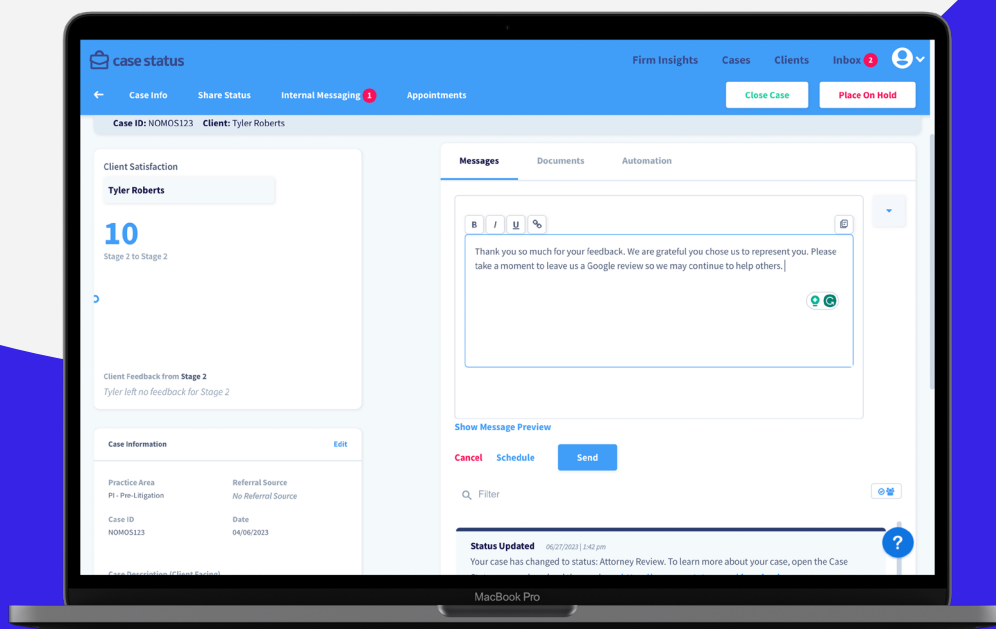 case status
Firm Insights Cases Clients Inbox 2
Case Info Share Status Internal Messaging 1 Appointments
Close Case Place On Hold
Case ID: NOMOS123 Client: Tyler Roberts
Client Satisfaction
Tyler Roberts
10
Stage 2 to Stage 2
Client Feedback from Stage 2
Tyler left no feedback for Stage 2
Case Information Edit
Practice Area Referral Source
PI - Pre-Litigation No Referral Source
Case ID Date
NOMOS123 04/06/2023
Case Description (Client Facing)
Messages Documents Automation
B I U
Thank you so much for your feedback. We are grateful you chose us to represent you. Please
take a moment to leave us a Google review so we may continue to help others.
Show Message Preview
Cancel Schedule Send
Filter
Status Updated 06/27/2023 | 1:42 pm
Your case has changed to status: Attorney Review. To learn more about your case, open the Case
?
MacBook Pro